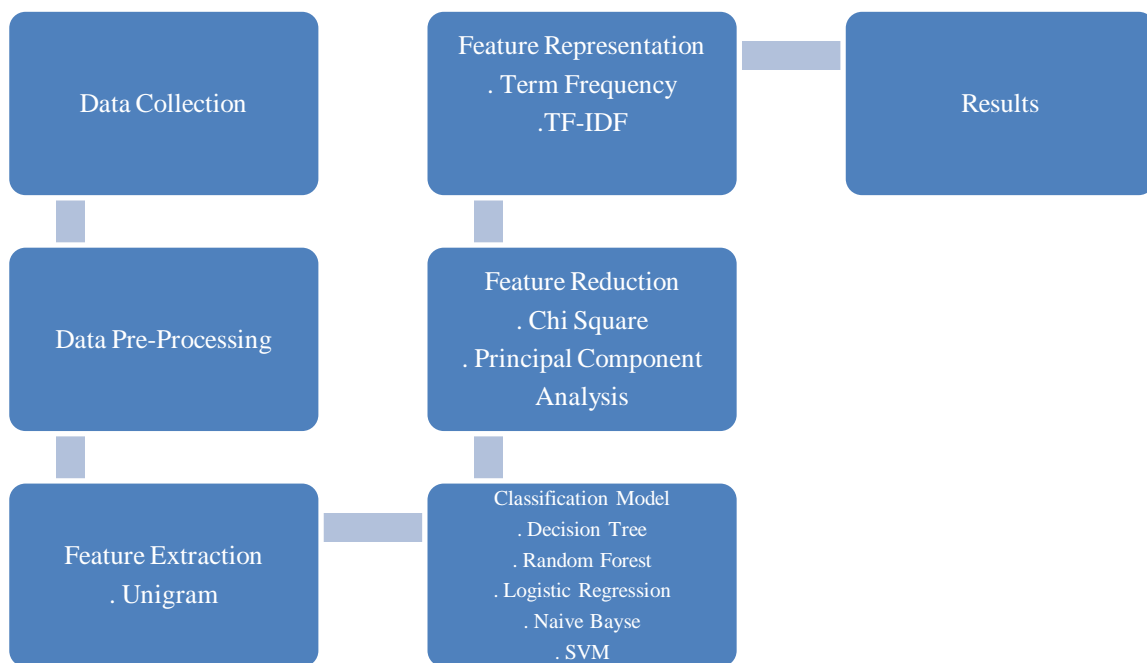 Data Collection
Data Pre-Processing
Feature Extraction
. Unigram
Classification Model
. Decision Tree
. Random Forest
. Logistic Regression
. Naive Bayse
. SVM
Feature Reduction
. Chi Square
. Principal Component
Analysis
Feature Representation
. Term Frequency
.TF-IDF
Results